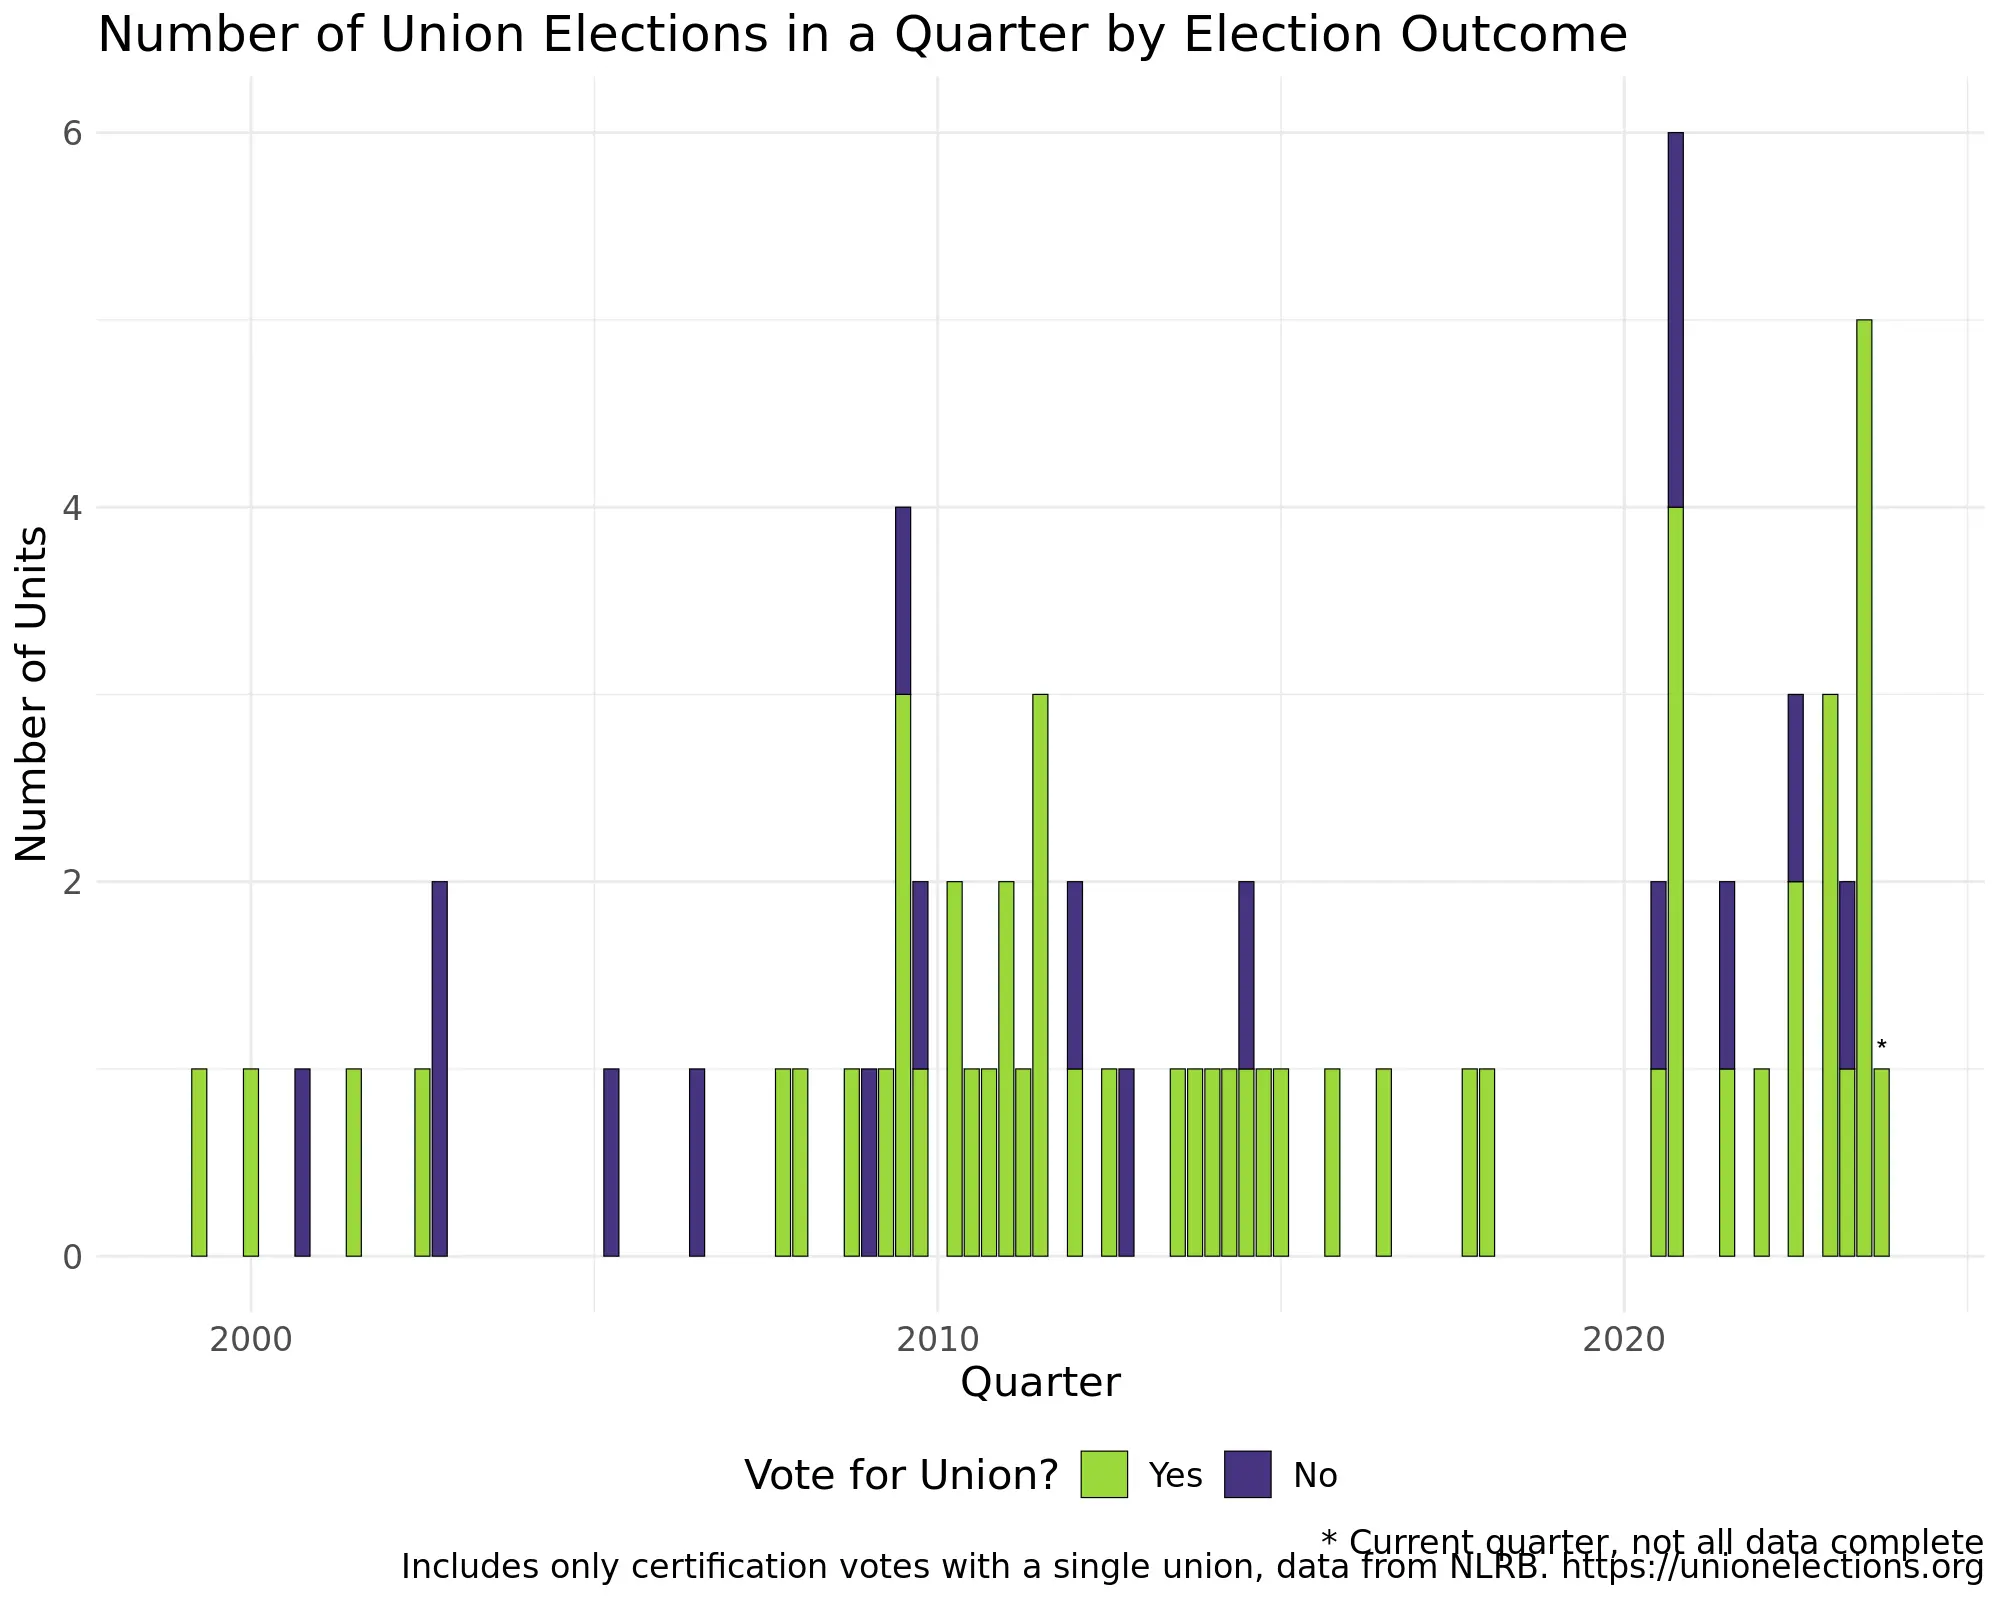 Number of Union Elections in a Quarter by Election Outcome
6
4
2
0
Number of Units
2000
2010
2020
*
Quarter
Vote for Union?
Yes
No
* Current quarter, not all data complete
Includes only certification votes with a single union, data from NLRB. https://unionelections.org